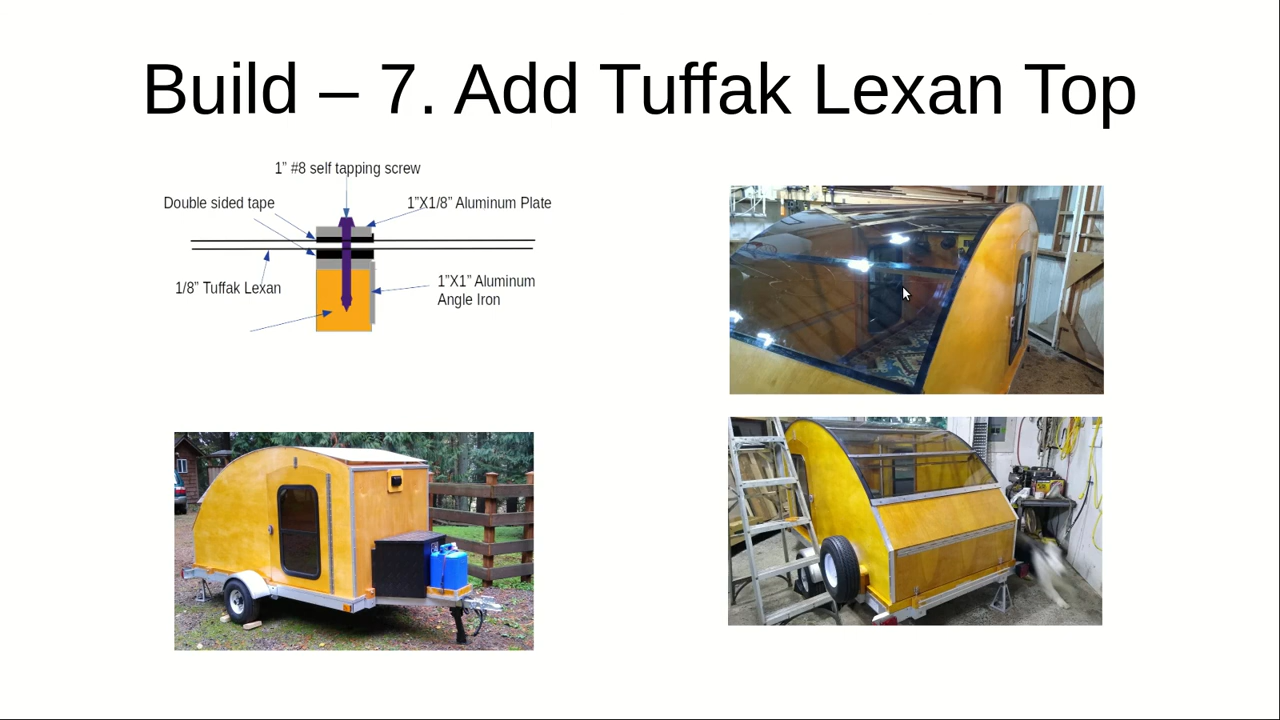 Build – 7. Add Tuffak Lexan Top
1” #8 self tapping screw
Double sided tape
1”X1/8” Aluminum Plate
1/8” Tuffak Lexan
1”X1” Aluminum
Angle Iron